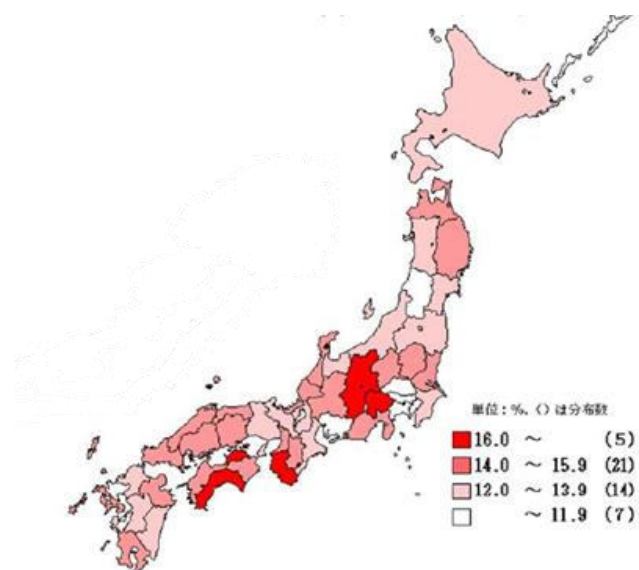 単位：％，（）は分布数
16.0 ～ (5)
14.0 ～ 15.9 (21)
12.0 ～ 13.9 (14)
～ 11.9 (7)